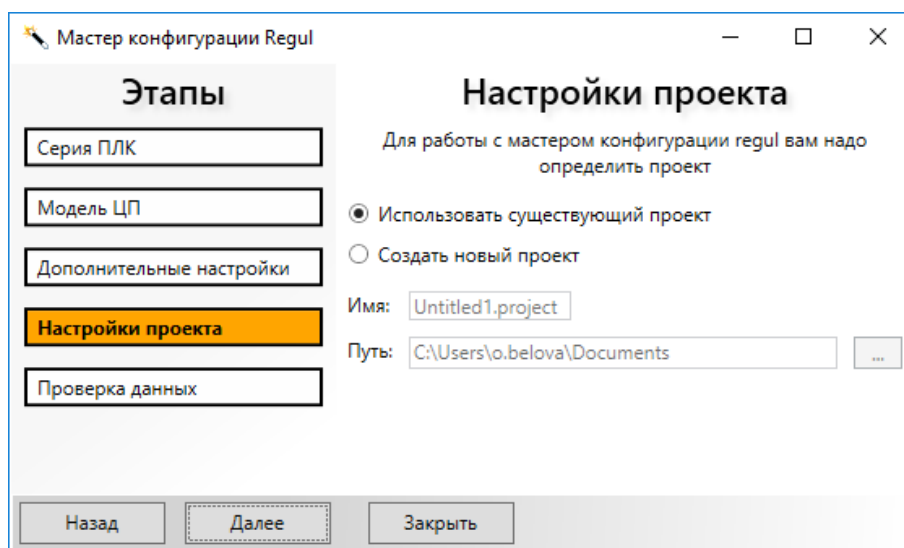 Мастер конфигурации Regul
Этапы
Серия ПЛК
Модель ЦП
Дополнительные настройки
Настройки проекта
Проверка данных
Настройки проекта
Для работы с мастером конфигурации regul вам надо
определить проект
Использовать существующий проект
Создать новый проект
Имя: Untitled1.project
Путь: C:\Users\o.belova\Documents ...
Назад Далее Закрыть